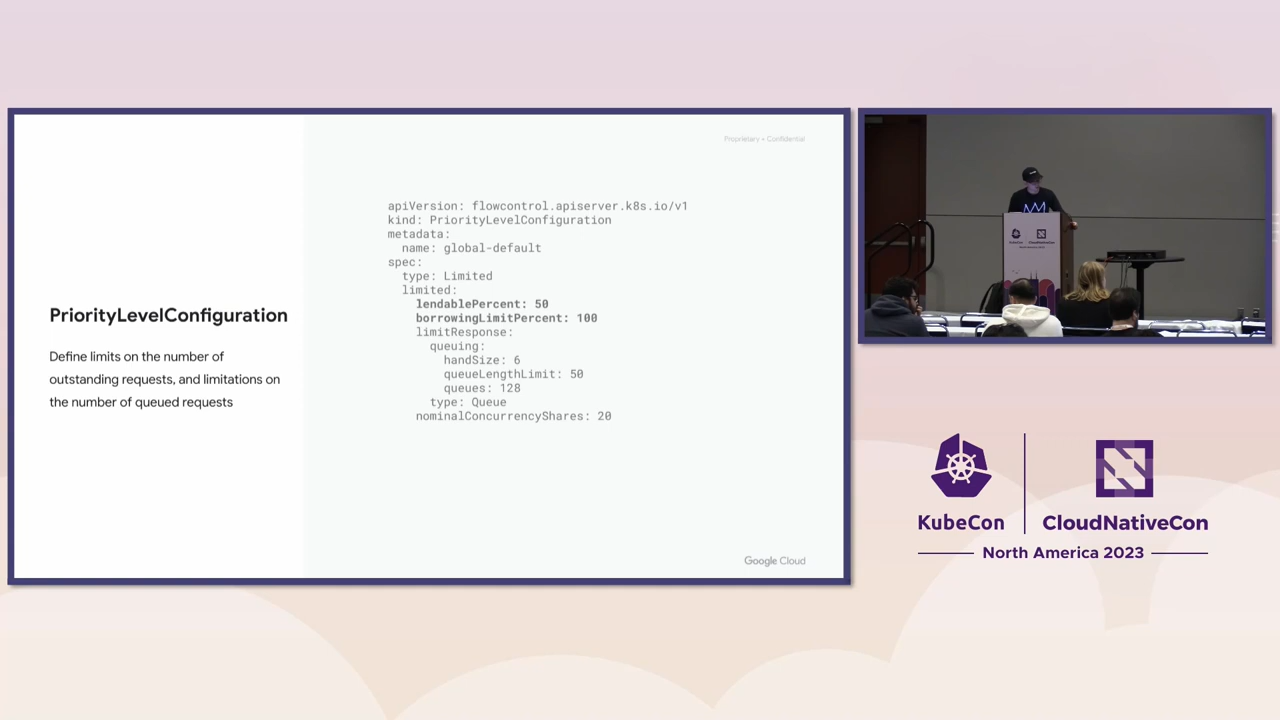 Proprietary + Confidential
PriorityLevelConfiguration
Define limits on the number of
outstanding requests, and limitations on
the number of queued requests
apiVersion: flowcontrol.apiserver.k8s.io/v1
kind: PriorityLevelConfiguration
metadata:
  name: global-default
spec:
  type: Limited
  limited:
    lendablePercent: 50
    borrowingLimitPercent: 100
    limitResponse:
      queuing:
        handSize: 6
        queueLengthLimit: 50
        queues: 128
      type: Queue
    nominalConcurrencyShares: 20
Google Cloud
KubeCon
CloudNativeCon
North America 2023